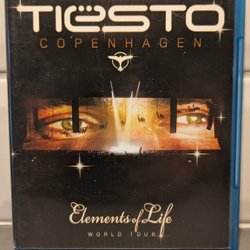 TIËSTO
COPENHAGEN
Elements of Life
WORLD TOUR